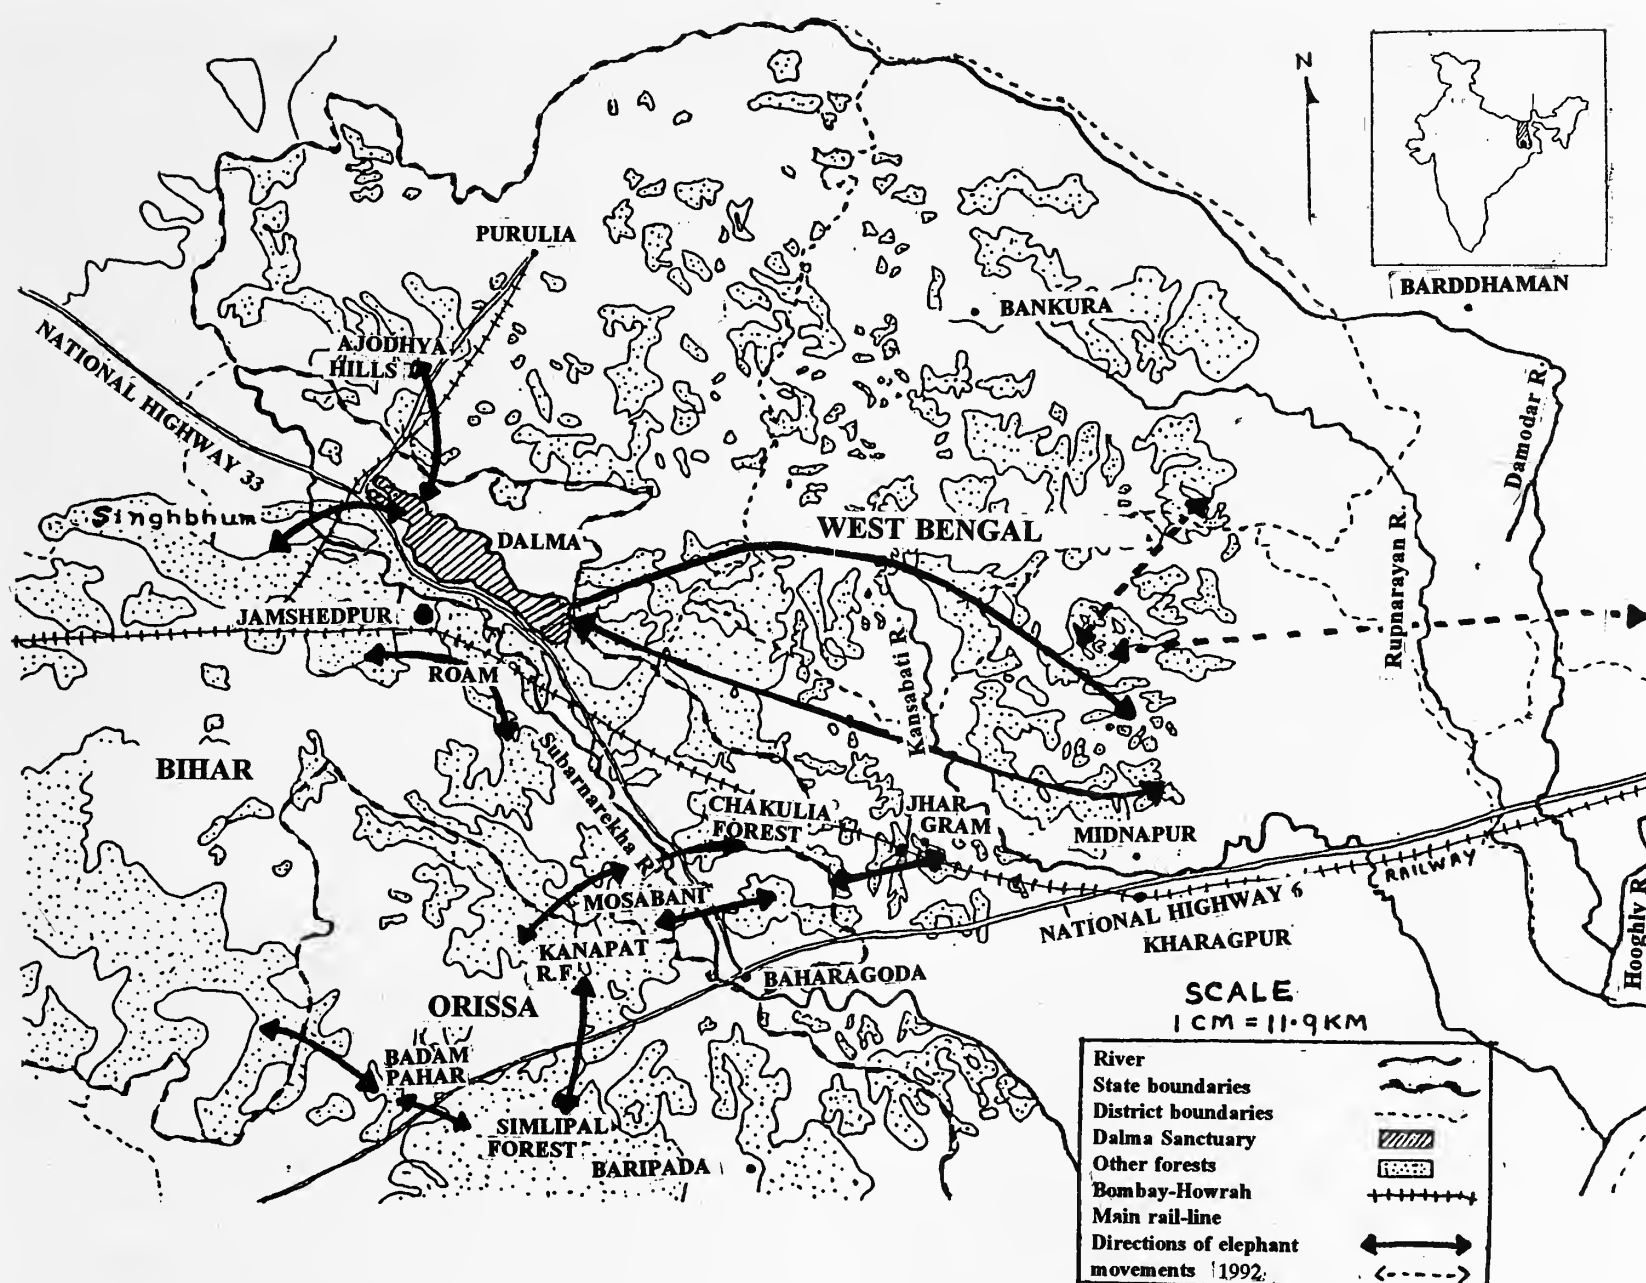 N
PURULIA
BARDDHAMAN
BANKURA
AJODHYA
HILLS
NATIONAL HIGHWAY 33
Damodar R.
Singhbhum
DALMA
WEST BENGAL
Rupnarayan R.
JAMSHEDPUR
Kansabati R.
ROAM
BIHAR
Subarnarekha R.
CHAKULIA
FOREST
JHAR
GRAM
MIDNAPUR
RAILWAY
MOSABANI
NATIONAL HIGHWAY 6
KHARAGPUR
Hooghly R.
KANAPAT
R.F.
BAHARAGODA
ORISSA
SCALE
1 CM = 11.9 KM
BADAM
PAHAR
SIMLIPAL
FOREST
BARIPADA
River
State boundaries
District boundaries
Dalma Sanctuary
Other forests
Bombay-Howrah
Main rail-line
Directions of elephant
movements 1992